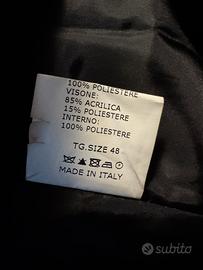 100% POLIESTERE
VISONE:
85% ACRILICA
15% POLIESTERE
INTERNO:
100% POLIESTERE
TG. SIZE 48
MADE IN ITALY
subito